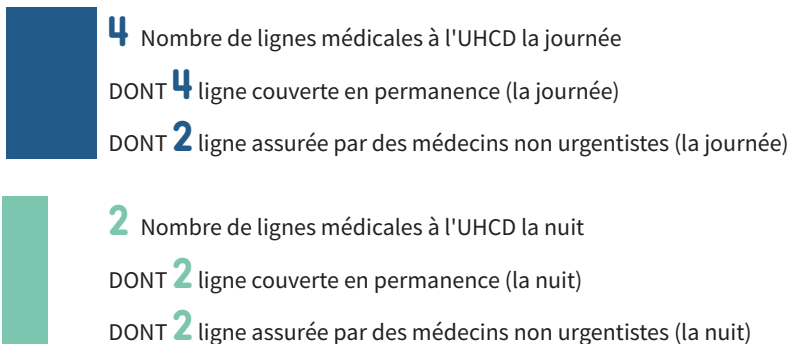 4 Nombre de lignes médicales à l'UHCD la journée
DONT 4 ligne couverte en permanence (la journée)
DONT 2 ligne assurée par des médecins non urgentistes (la journée)
2 Nombre de lignes médicales à l'UHCD la nuit
DONT 2 ligne couverte en permanence (la nuit)
DONT 2 ligne assurée par des médecins non urgentistes (la nuit)